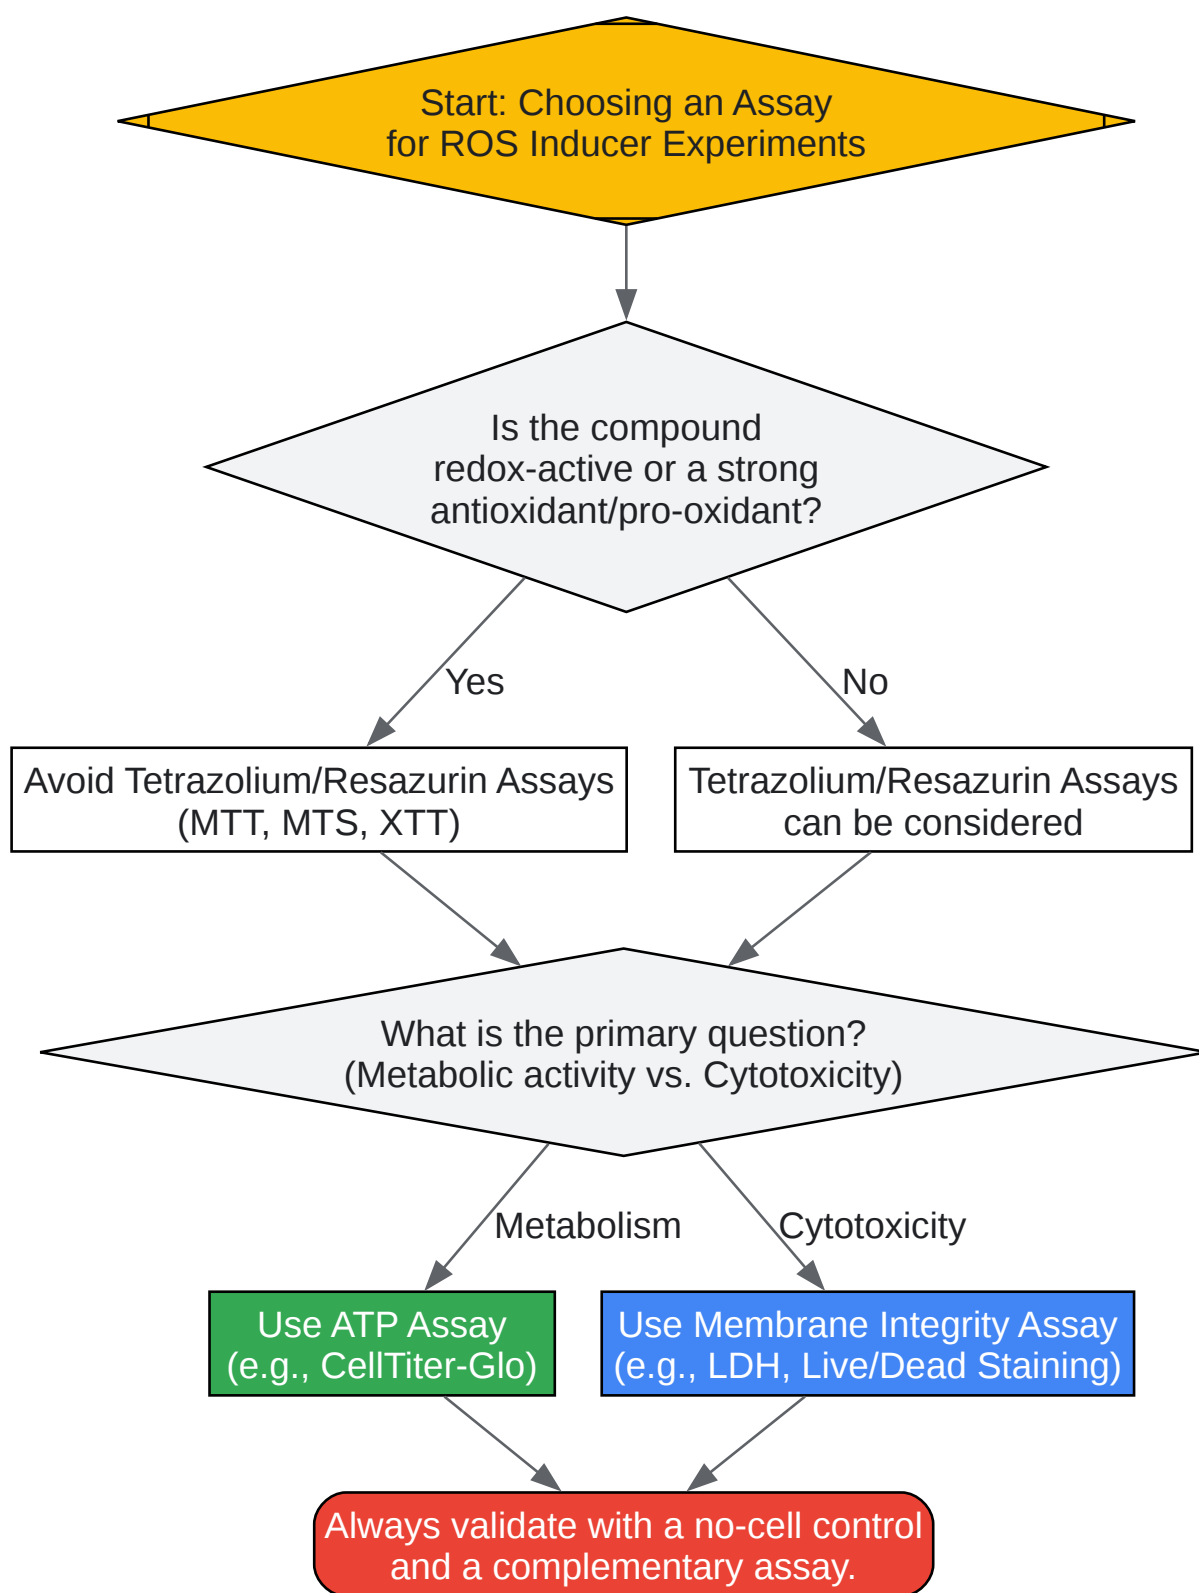 Start: Choosing an Assay
for ROS Inducer Experiments
Is the compound
redox-active or a strong
antioxidant/pro-oxidant?
Yes
No
Avoid Tetrazolium/Resazurin Assays
(MTT, MTS, XTT)
Tetrazolium/Resazurin Assays
can be considered
What is the primary question?
(Metabolic activity vs. Cytotoxicity)
Metabolism
Cytotoxicity
Use ATP Assay
(e.g., CellTiter-Glo)
Use Membrane Integrity Assay
(e.g., LDH, Live/Dead Staining)
Always validate with a no-cell control
and a complementary assay.